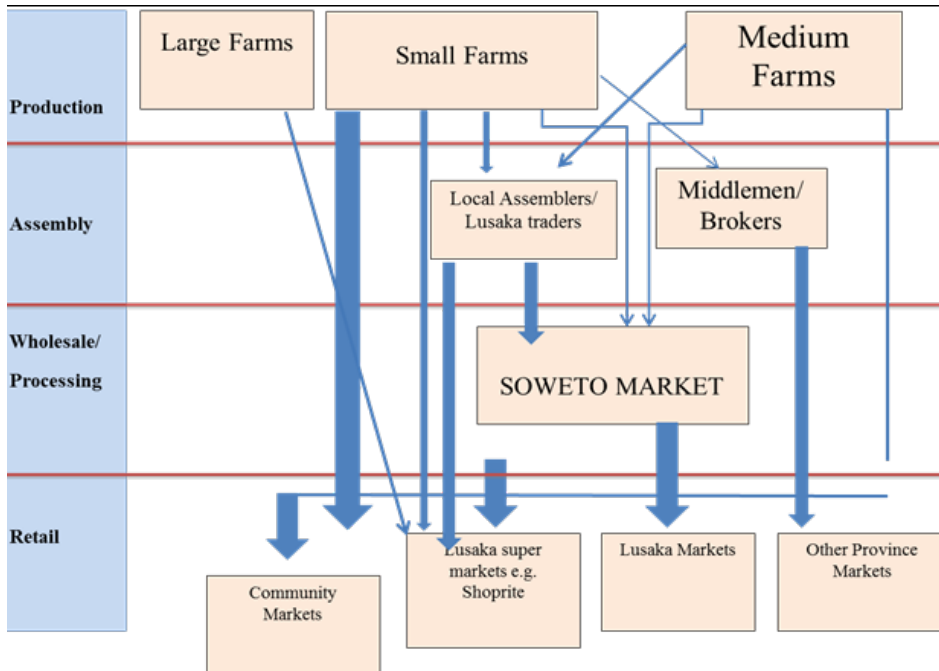 Production
Large Farms
Small Farms
Medium
Farms
Assembly
Local Assemblers/
Lusaka traders
Middlemen/
Brokers
Wholesale/
Processing
SOWETO MARKET
Retail
Community
Markets
Lusaka super
markets e.g.
Shoprite
Lusaka Markets
Other Province
Markets